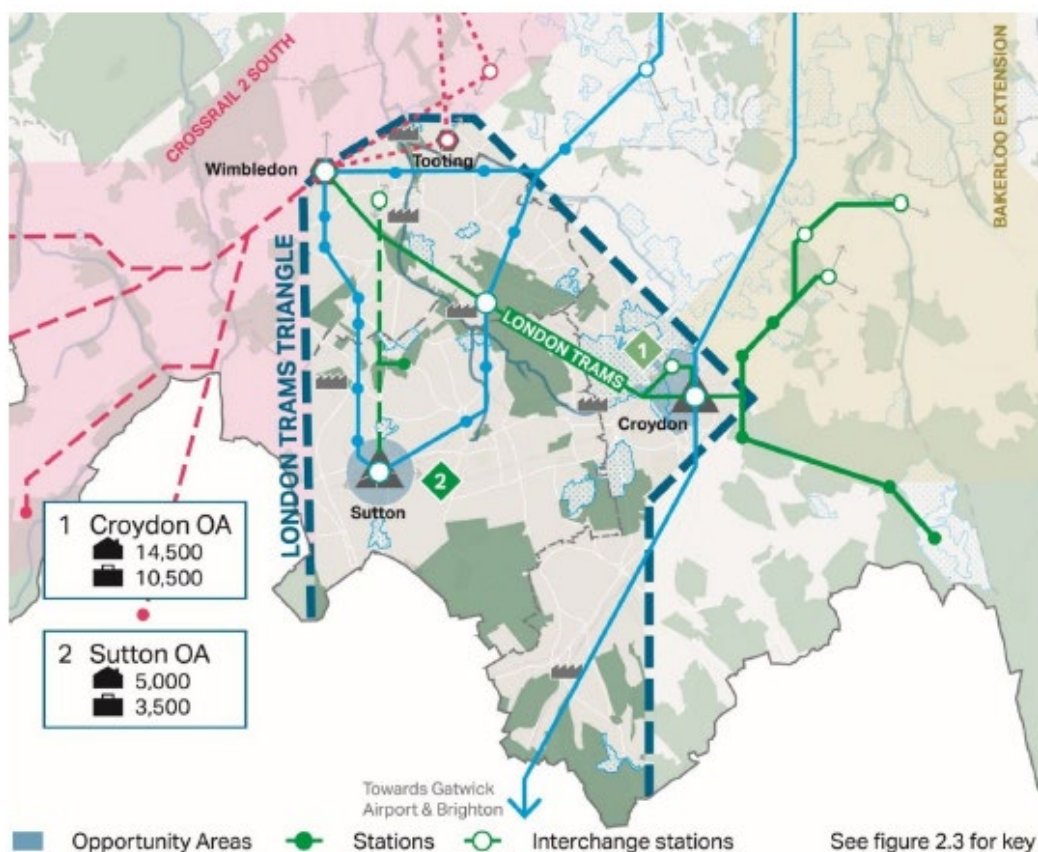 CROSSRAIL 2 SOUTH
BAKERLOO EXTENSION
Wimbledon
Tooting
LONDON TRAMS TRIANGLE
LONDON TRAMS
1
Croydon
2
Sutton
1 Croydon OA
14,500
10,500
2 Sutton OA
5,000
3,500
Towards Gatwick
Airport & Brighton
Opportunity Areas
Stations
Interchange stations
See figure 2.3 for key